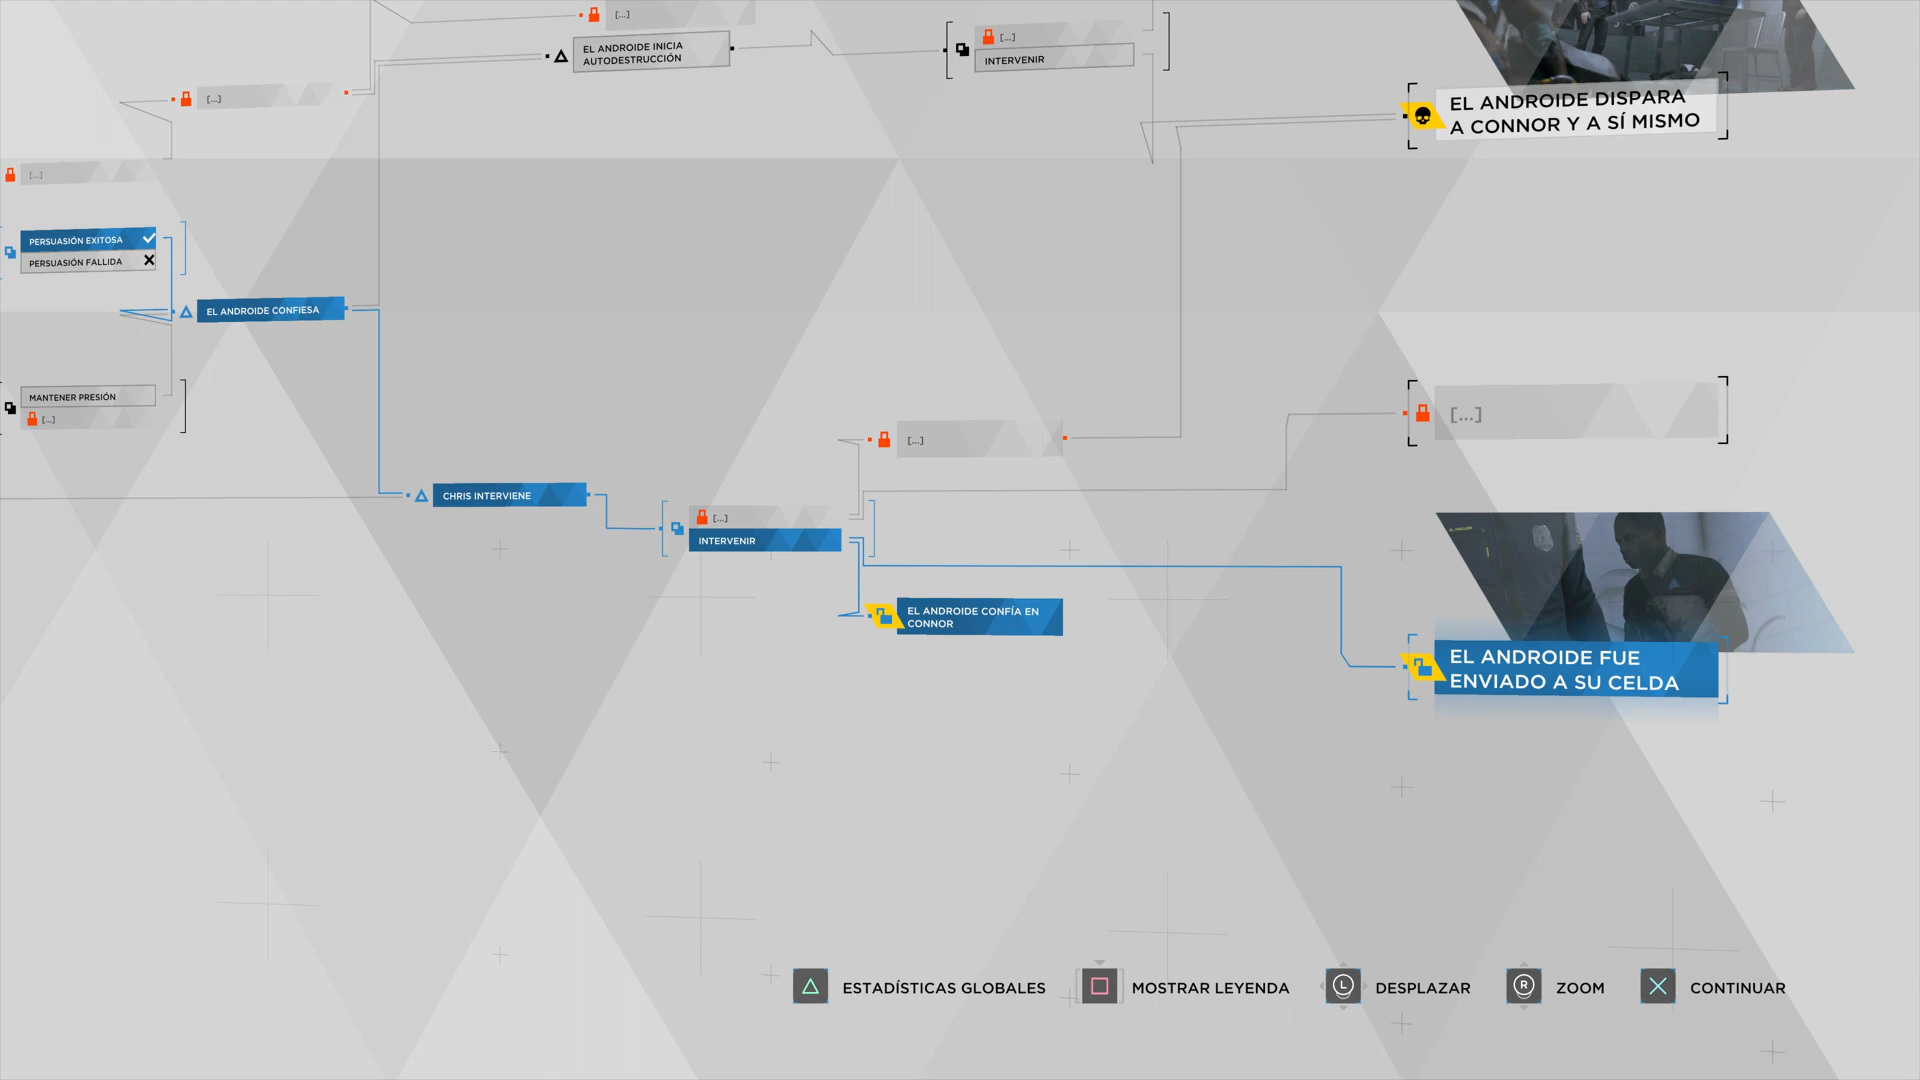 [...]
EL ANDROIDE INICIA
AUTODESTRUCCIÓN
[...]
INTERVENIR
[...]
EL ANDROIDE DISPARA
A CONNOR Y A SÍ MISMO
[...]
PERSUASIÓN EXITOSA
PERSUASIÓN FALLIDA
EL ANDROIDE CONFIESA
MANTENER PRESIÓN
[...]
[...]
[...]
CHRIS INTERVIENE
[...]
INTERVENIR
EL ANDROIDE CONFÍA EN
CONNOR
EL ANDROIDE FUE
ENVIADO A SU CELDA
ESTADÍSTICAS GLOBALES
MOSTRAR LEYENDA
L
DESPLAZAR
R
ZOOM
CONTINUAR